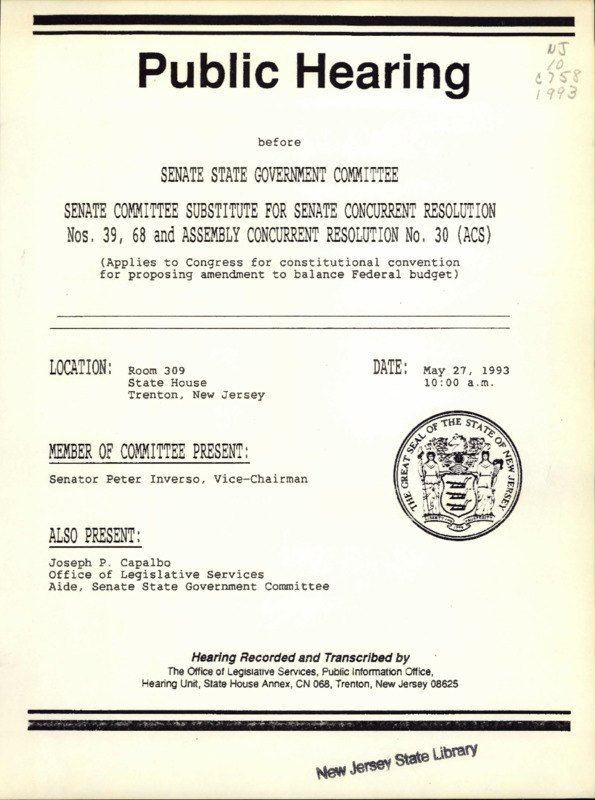 Public Hearing
NJ
10
C758
1993
before
SENATE STATE GOVERNMENT COMMITTEE
SENATE COMMITTEE SUBSTITUTE FOR SENATE CONCURRENT RESOLUTION
Nos. 39, 68 and ASSEMBLY CONCURRENT RESOLUTION No. 30 (ACS)
(Applies to Congress for constitutional convention
for proposing amendment to balance Federal budget)
LOCATION: Room 309
State House
Trenton, New Jersey
DATE: May 27, 1993
10:00 a.m.
MEMBER OF COMMITTEE PRESENT:
Senator Peter Inverso, Vice-Chairman
THE GREAT SEAL OF THE STATE OF NEW JERSEY
ALSO PRESENT:
Joseph P. Capalbo
Office of Legislative Services
Aide, Senate State Government Committee
Hearing Recorded and Transcribed by
The Office of Legislative Services, Public Information Office,
Hearing Unit, State House Annex, CN 068, Trenton, New Jersey 08625
New Jersey State Library